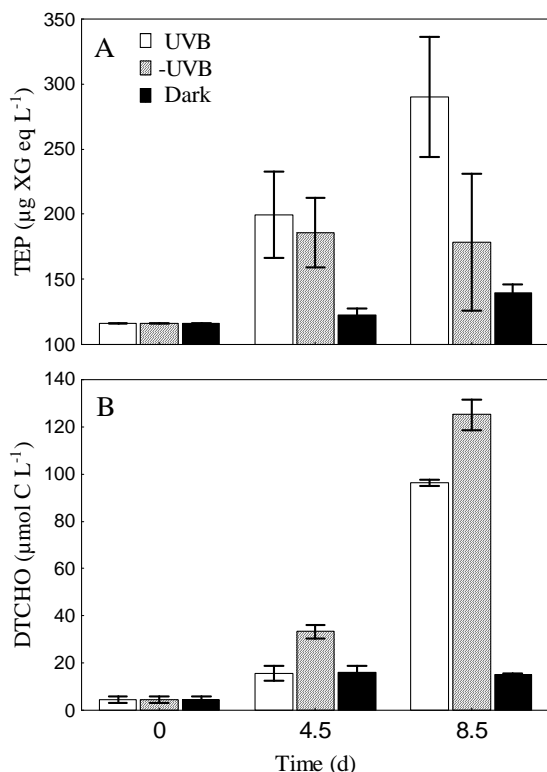 A
UVB
-UVB
Dark
TEP (µg XG eq L⁻¹)
350
300
250
200
150
100
B
DTCHO (µmol C L⁻¹)
140
120
100
80
60
40
20
0
0 4.5 8.5
Time (d)